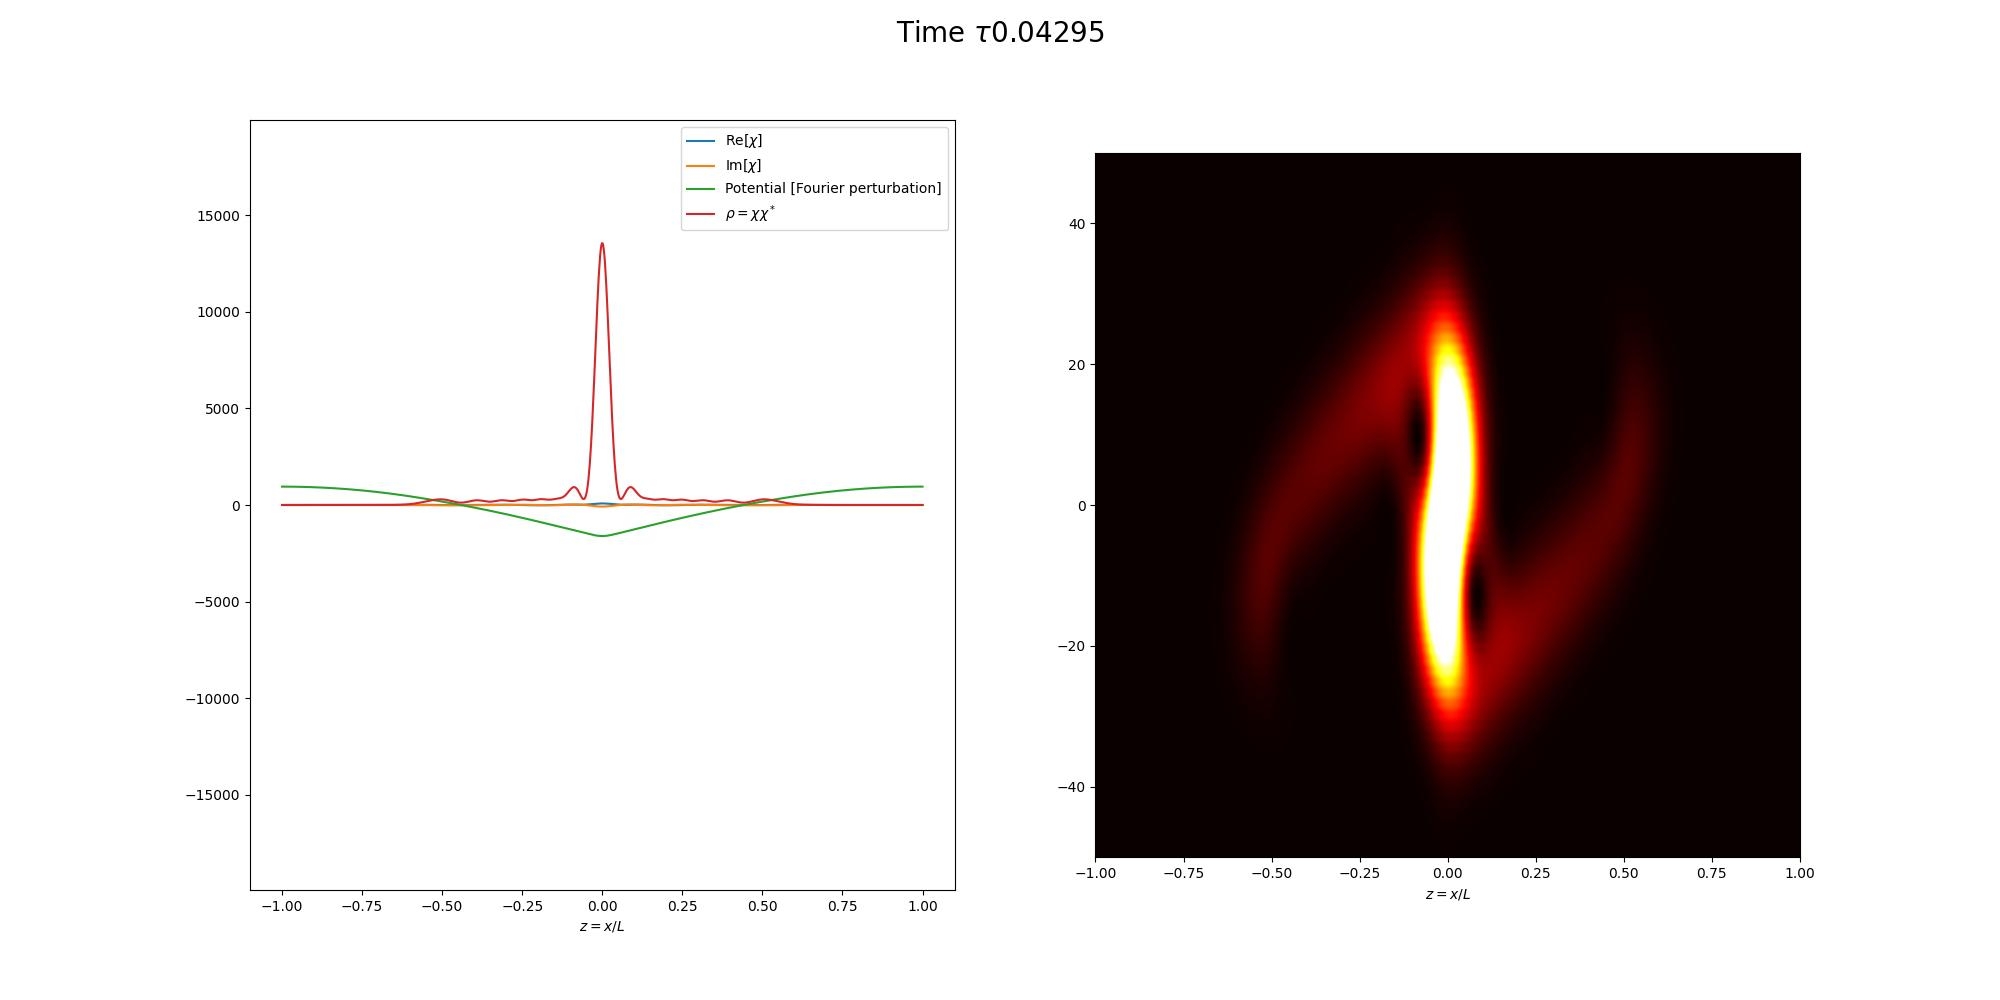 Time τ0.04295
Re[χ]
Im[χ]
Potential [Fourier perturbation]
ρ = χχ*
15000
10000
5000
0
−5000
−10000
−15000
−1.00 −0.75 −0.50 −0.25 0.00 0.25 0.50 0.75 1.00
z = x/L
40
20
0
−20
−40
−1.00 −0.75 −0.50 −0.25 0.00 0.25 0.50 0.75 1.00
z = x/L